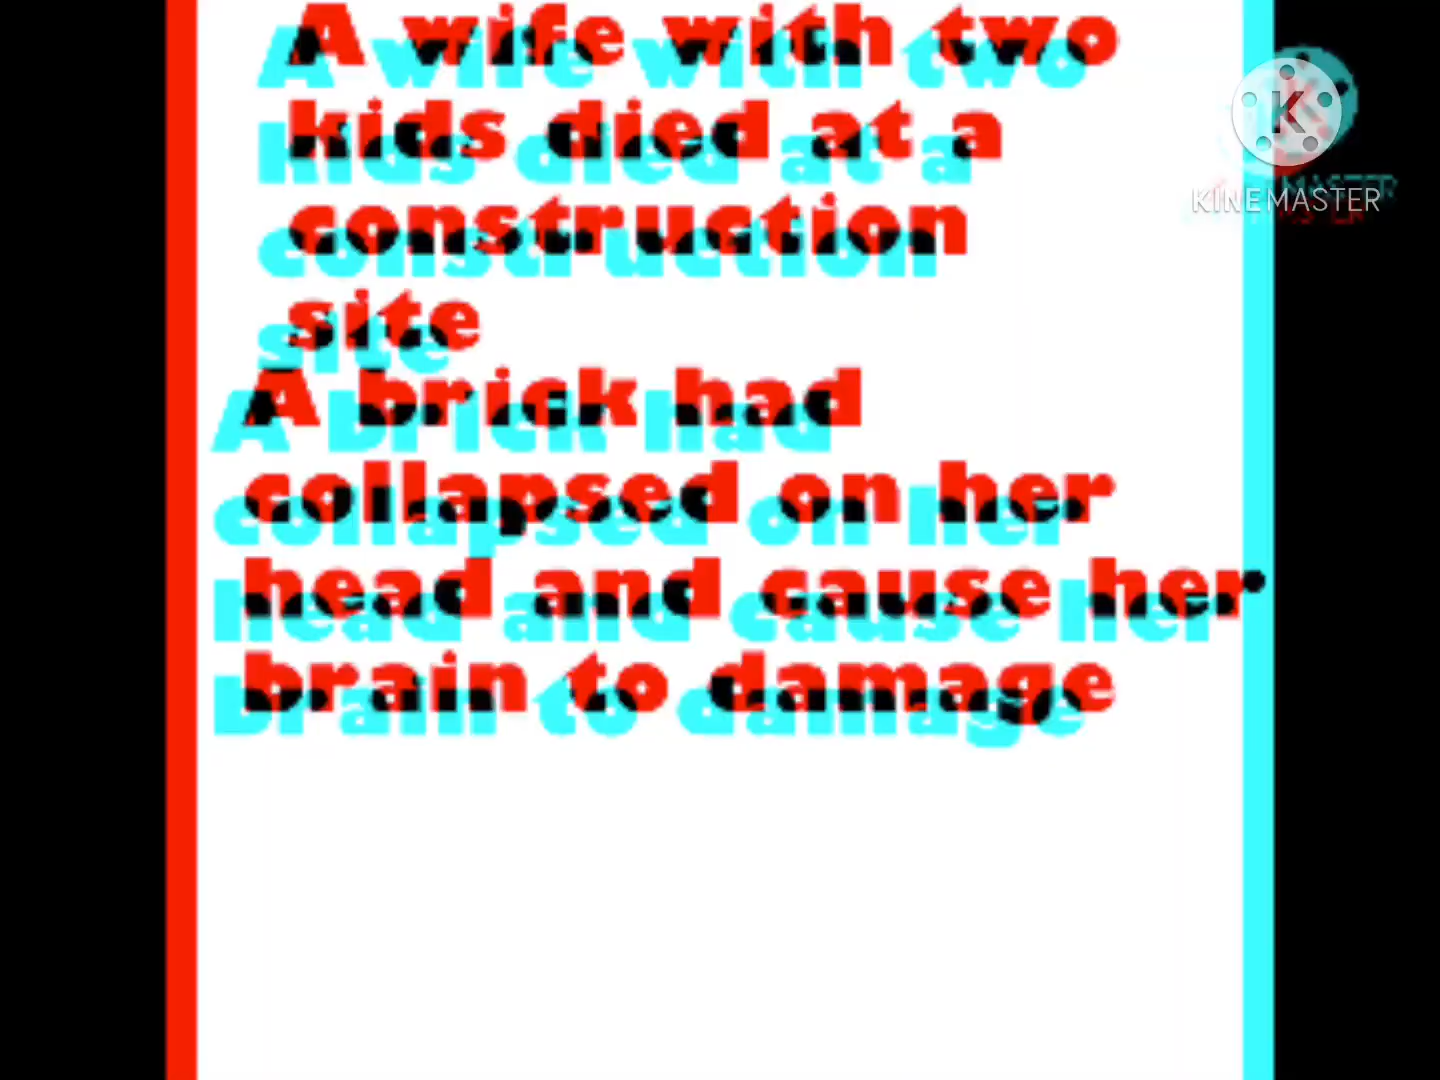 A wife with two
kids died at a
construction
site
A brick had
collapsed on her
head and cause her
brain to damage
KINEMASTER